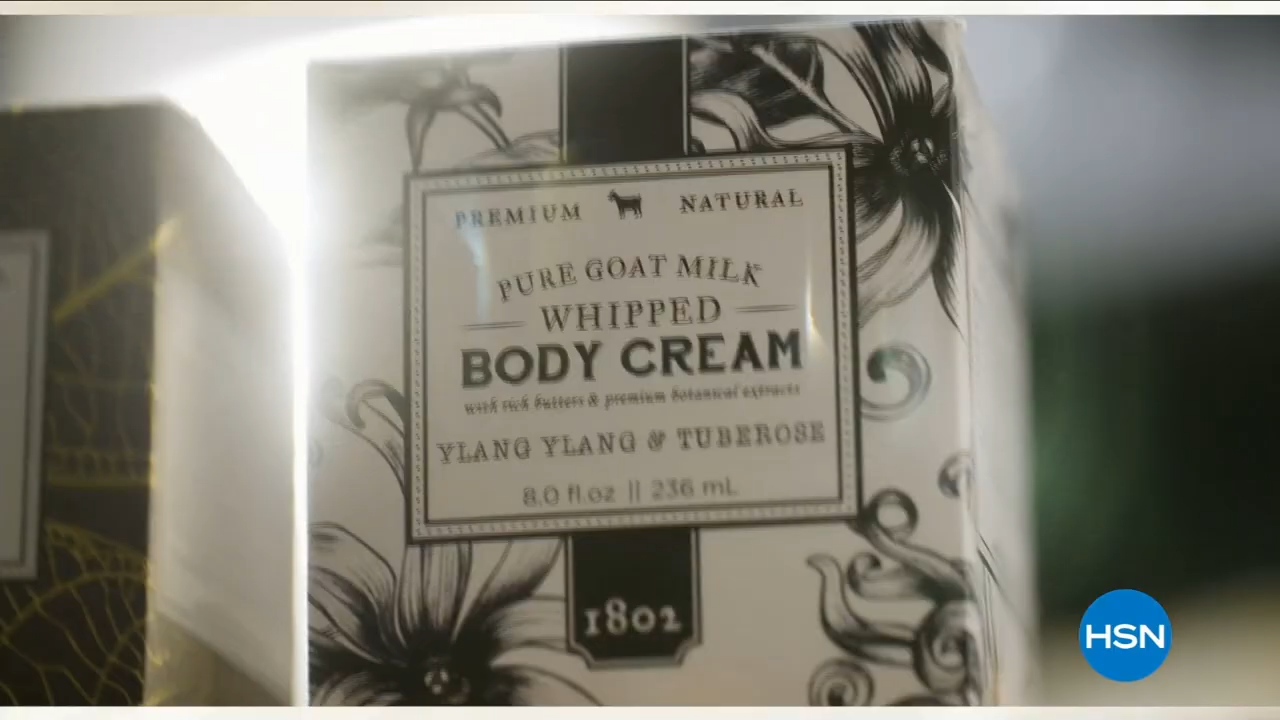 PREMIUM NATURAL
PURE GOAT MILK
WHIPPED
BODY CREAM
with rich butters & premium botanical extracts
YLANG YLANG & TUBEROSE
8.0 fl.oz || 236 mL
1802
HSN